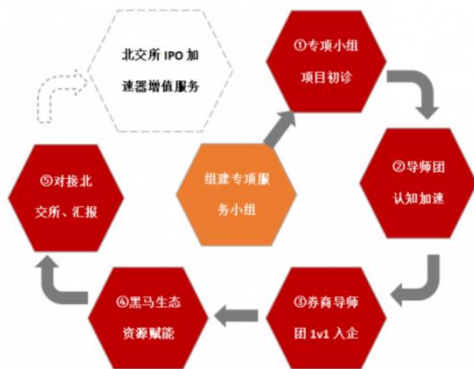 北交所 IPO 加
速器增值服务
①专项小组
项目初诊
②导师团
认知加速
组建专项服
务小组
⑤对接北
交所、汇报
④黑马生态
资源赋能
③券商导师
团 1v1 入企